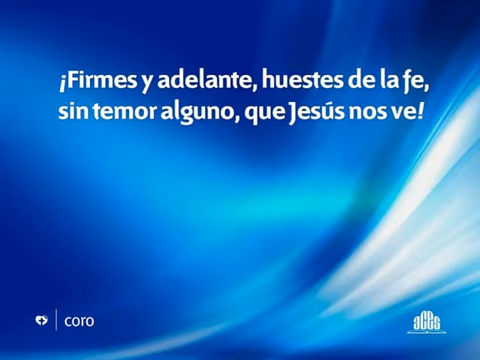 ¡Firmes y adelante, huestes de la fe,
sin temor alguno, que Jesús nos ve!
coro
aces